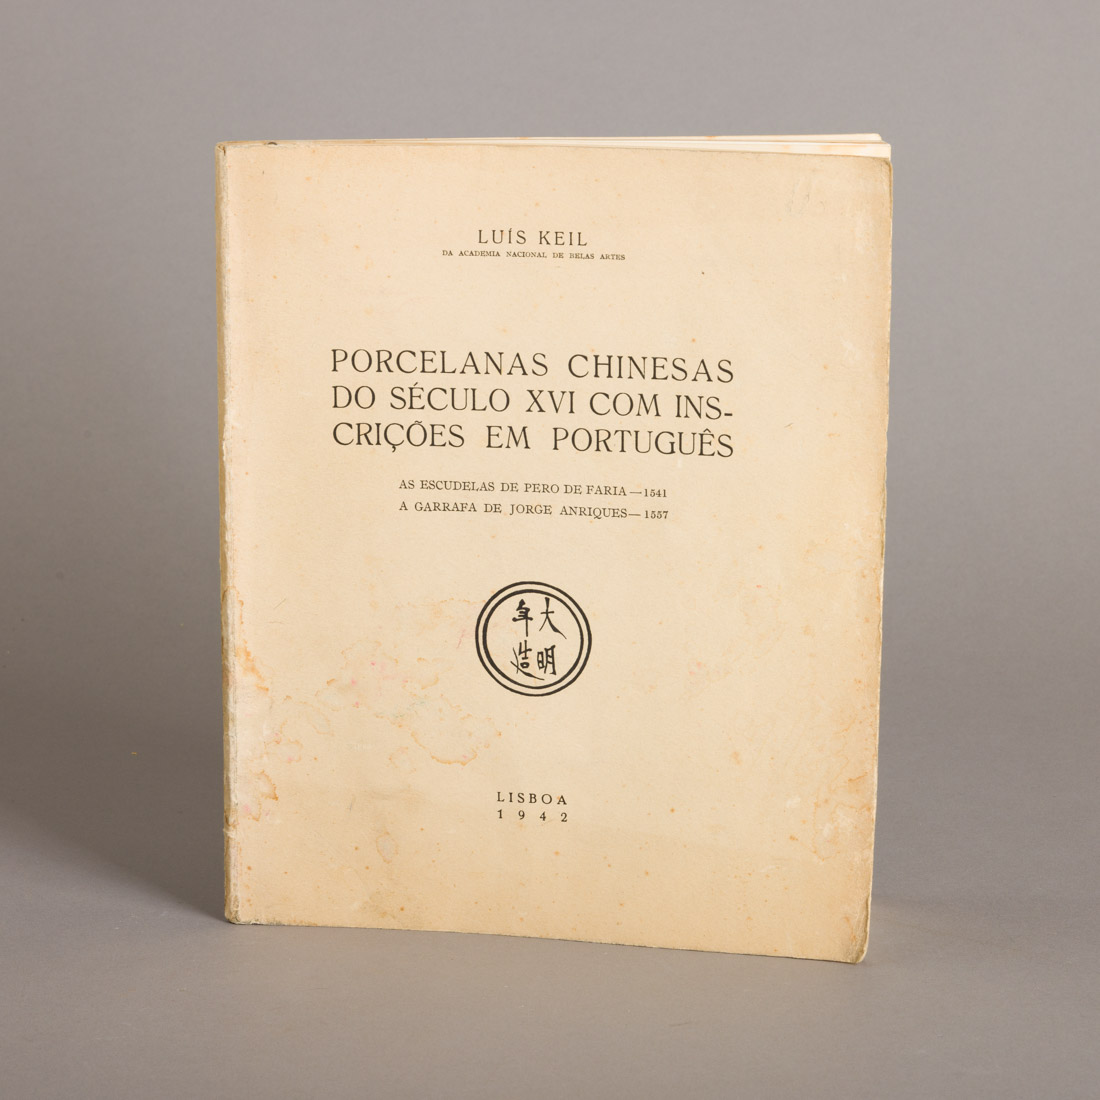 LUÍS KEIL
DA ACADEMIA NACIONAL DE BELAS ARTES
PORCELANAS CHINESAS
DO SÉCULO XVI COM INS-
CRIÇÕES EM PORTUGUÊS
AS ESCUDELAS DE PERO DE FARIA — 1541
A GARRAFA DE JORGE ANRIQUES — 1557
大明
年造
LISBOA
1942